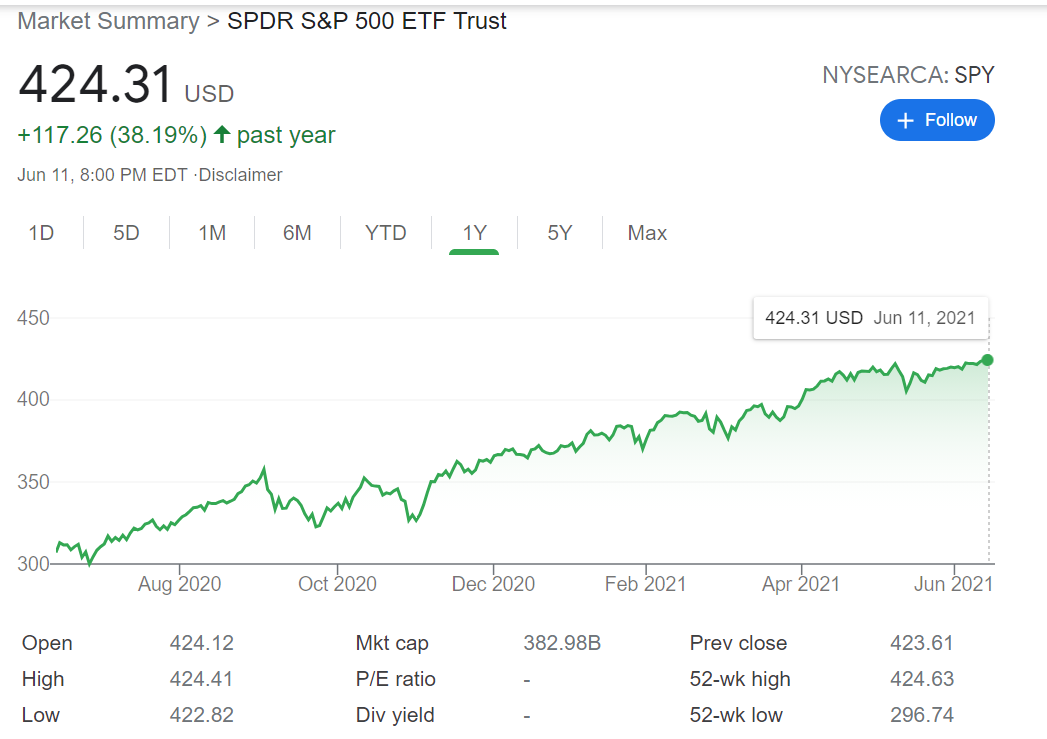 Market Summary > SPDR S&P 500 ETF Trust
424.31 USD
NYSEARCA: SPY
+117.26 (38.19%) ↑ past year
+ Follow
Jun 11, 8:00 PM EDT ·Disclaimer
1D 5D 1M 6M YTD 1Y 5Y Max
450
424.31 USD Jun 11, 2021
400
350
300
Aug 2020 Oct 2020 Dec 2020 Feb 2021 Apr 2021 Jun 2021
Open 424.12 Mkt cap 382.98B Prev close 423.61
High 424.41 P/E ratio - 52-wk high 424.63
Low 422.82 Div yield - 52-wk low 296.74